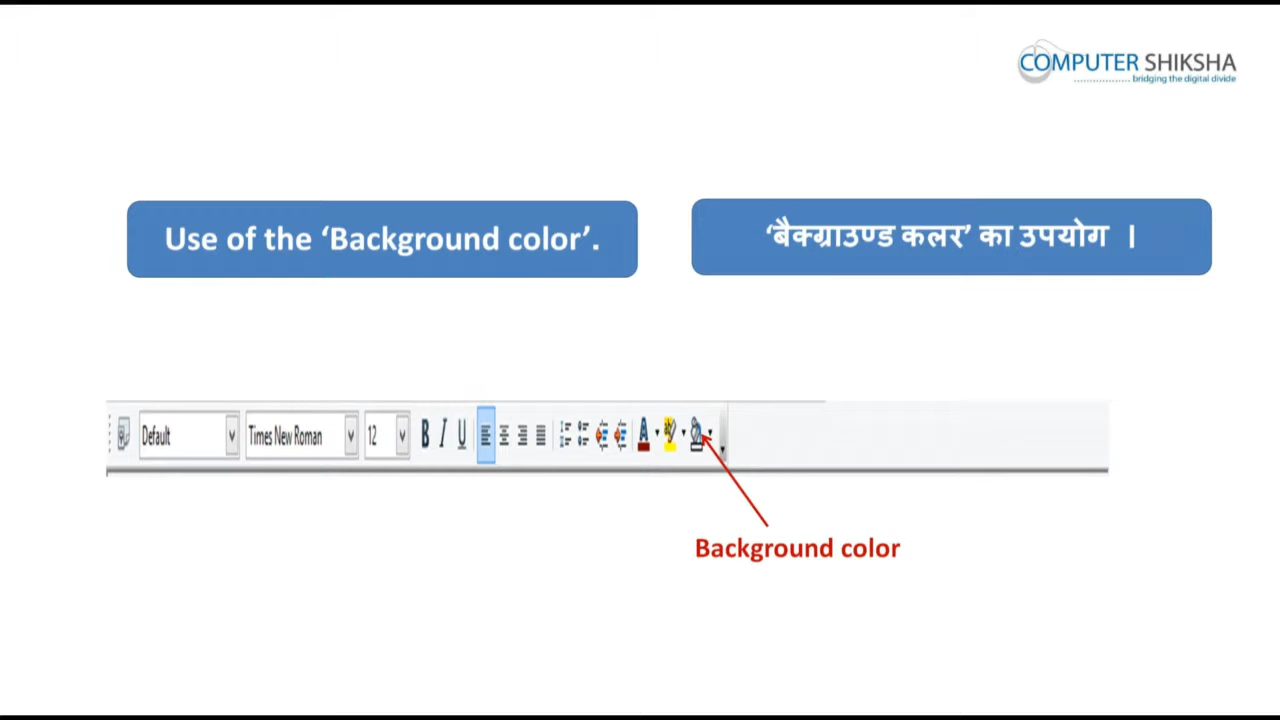 COMPUTER SHIKSHA
bridging the digital divide
Use of the ‘Background color’.
‘बैकग्राउण्ड कलर’ का उपयोग ।
Default
Times New Roman
12
B I U
A
Background color